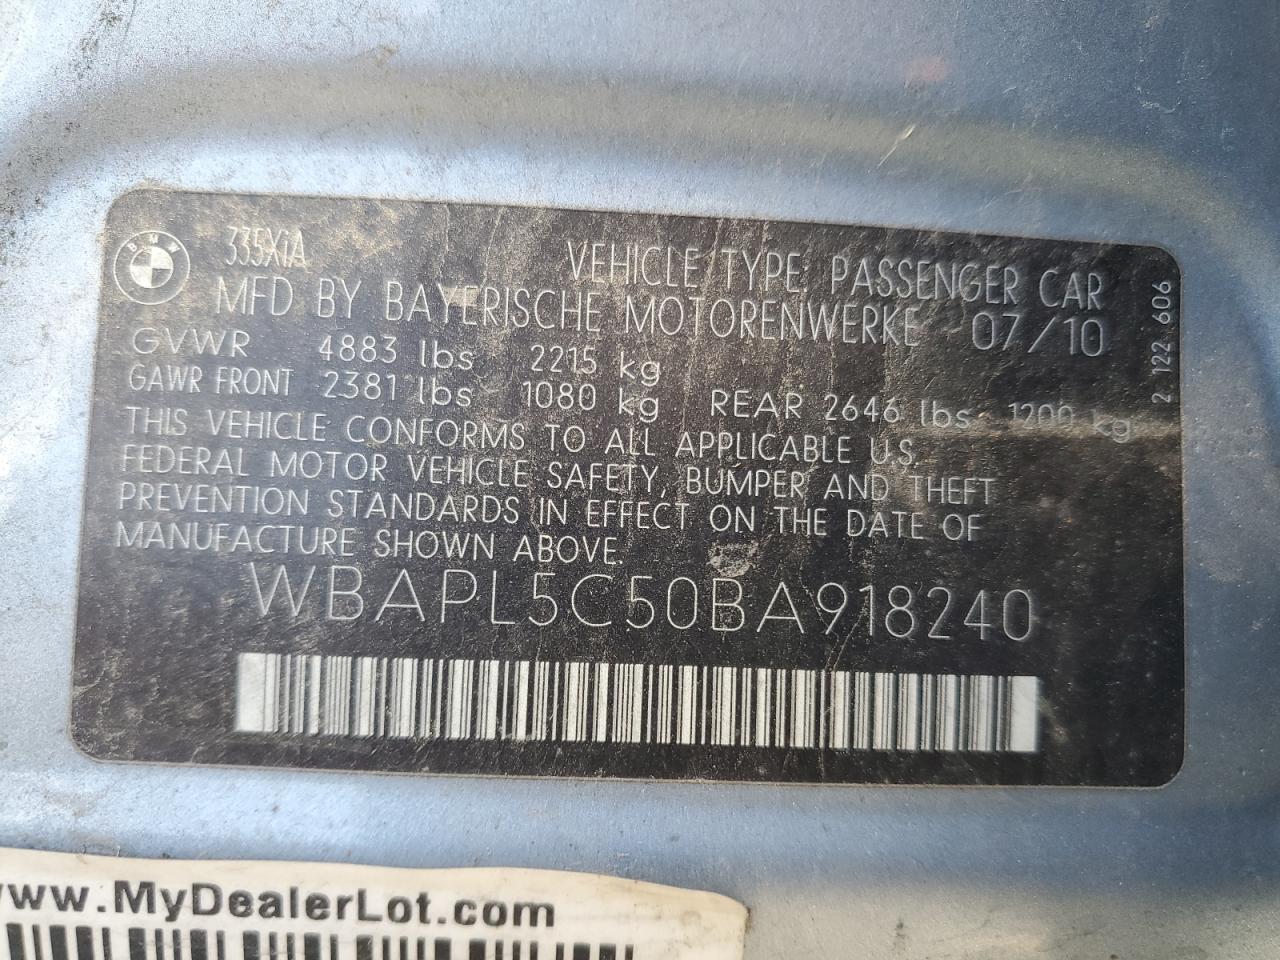 BMW
335XiA VEHICLE TYPE PASSENGER CAR
MFD BY BAYERISCHE MOTORENWERKE 07/10
GVWR 4883 lbs 2215 kg
GAWR FRONT 2381 lbs 1080 kg REAR 2646 lbs 1200 kg
THIS VEHICLE CONFORMS TO ALL APPLICABLE U.S.
FEDERAL MOTOR VEHICLE SAFETY, BUMPER AND THEFT
PREVENTION STANDARDS IN EFFECT ON THE DATE OF
MANUFACTURE SHOWN ABOVE.
WBAPL5C50BA918240
2 122 606
www.MyDealerLot.com